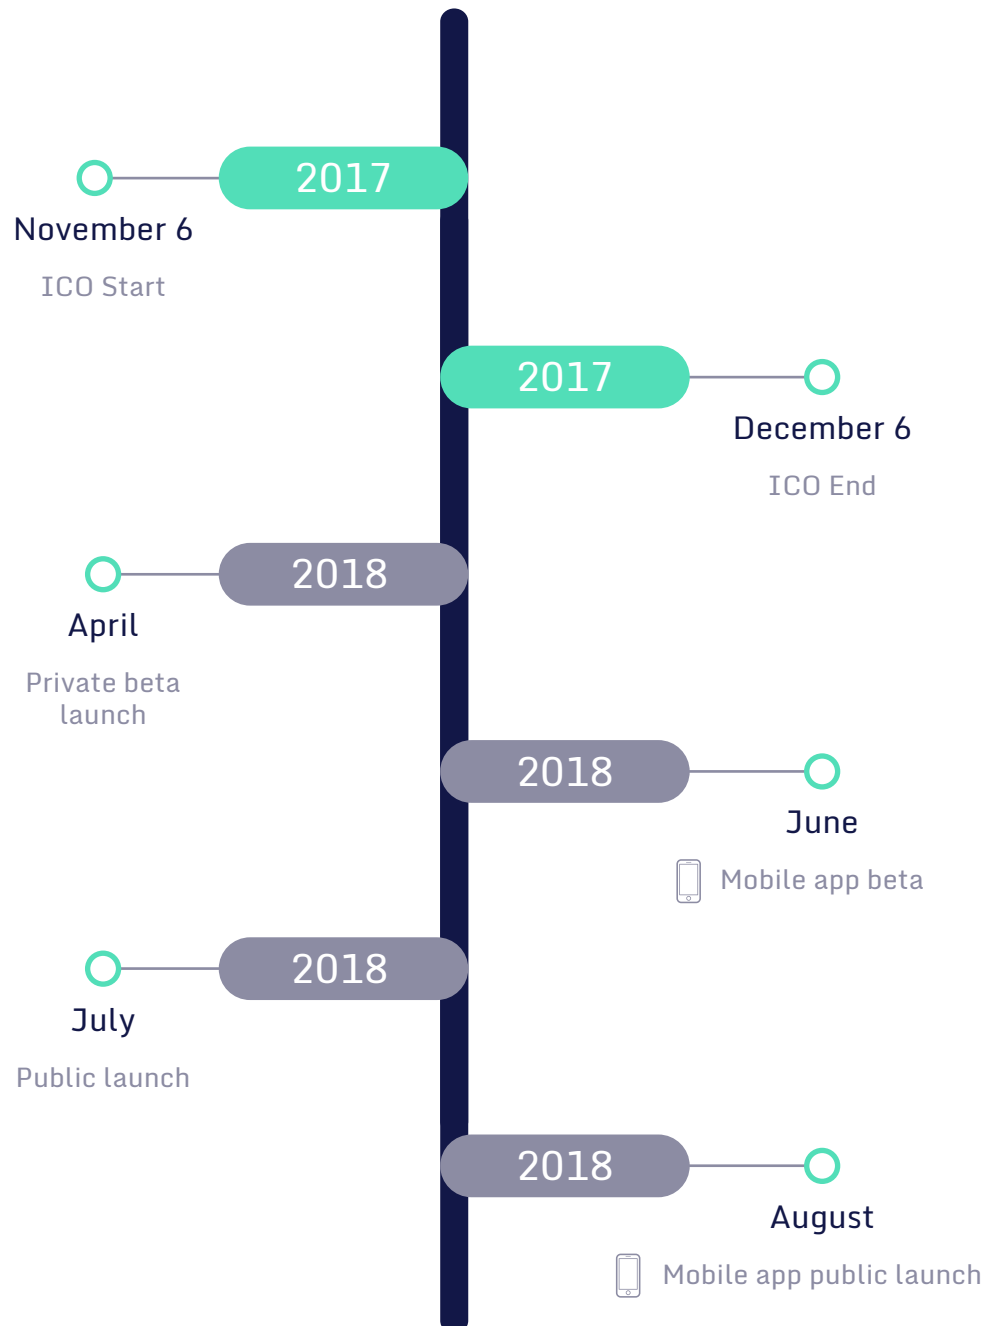 2017
November 6
ICO Start
2017
December 6
ICO End
2018
April
Private beta
launch
2018
June
Mobile app beta
2018
July
Public launch
2018
August
Mobile app public launch